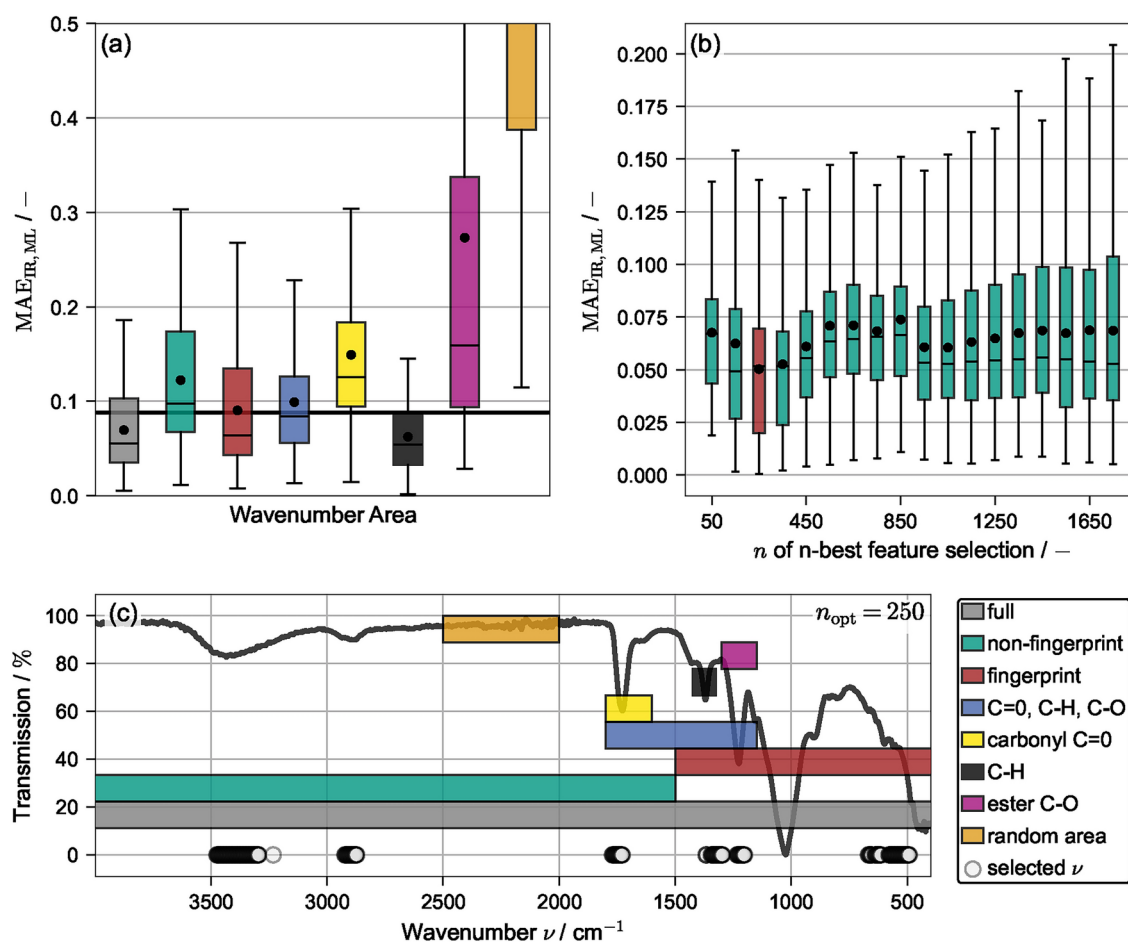 (a)
0.5
0.4
0.3
0.2
0.1
0.0
MAE_IR, ML / –
Wavenumber Area
(b)
0.200
0.175
0.150
0.125
0.100
0.075
0.050
0.025
0.000
MAE_IR, ML / –
50 450 850 1250 1650
n of n-best feature selection / –
(c)
n_opt = 250
100
80
60
40
20
0
Transmission / %
3500 3000 2500 2000 1500 1000 500
Wavenumber ν / cm⁻¹
full
non-fingerprint
fingerprint
C=0, C-H, C-O
carbonyl C=0
C-H
ester C-O
random area
selected ν